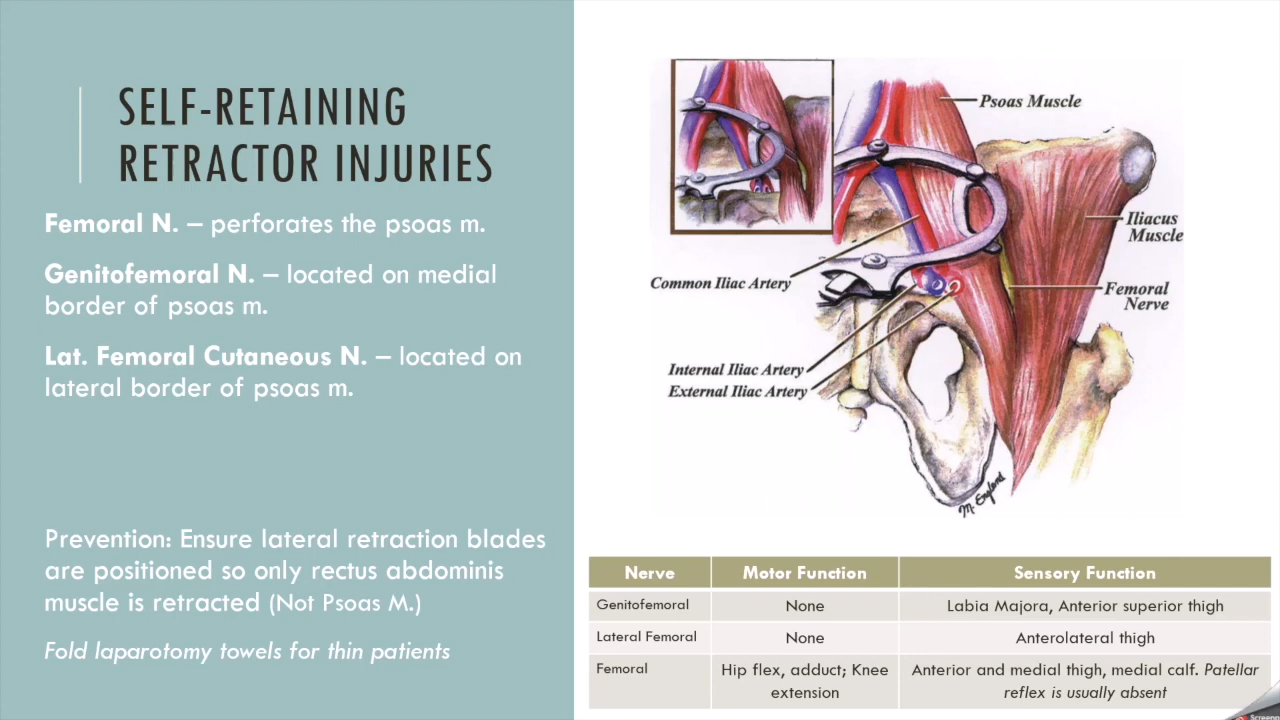 SELF-RETAINING
RETRACTOR INJURIES
Femoral N. – perforates the psoas m.
Genitofemoral N. – located on medial
border of psoas m.
Lat. Femoral Cutaneous N. – located on
lateral border of psoas m.
Prevention: Ensure lateral retraction blades
are positioned so only rectus abdominis
muscle is retracted (Not Psoas M.)
Fold laparotomy towels for thin patients
Psoas Muscle
Iliacus
Muscle
Common Iliac Artery
Femoral
Nerve
Internal Iliac Artery
External Iliac Artery
M. England
Nerve Motor Function Sensory Function
Genitofemoral None Labia Majora, Anterior superior thigh
Lateral Femoral None Anterolateral thigh
Femoral Hip flex, adduct; Knee extension Anterior and medial thigh, medial calf. Patellar reflex is usually absent